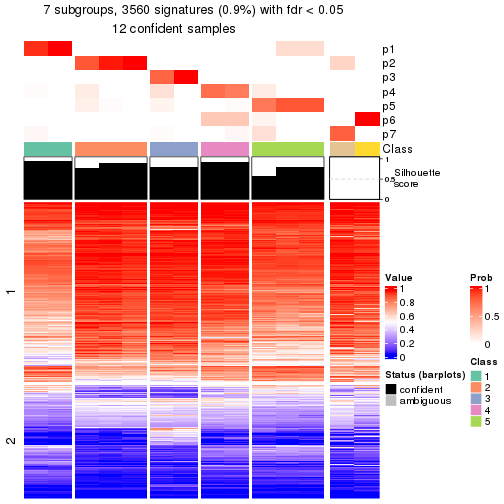 7 subgroups, 3560 signatures (0.9%) with fdr < 0.05
12 confident samples
p1
p2
p3
p4
p5
p6
p7
Class
1
0.5
0
Silhouette
score
1
2
Value
1
0.8
0.6
0.4
0.2
0
Status (barplots)
confident
ambiguous
Prob
1
0.5
0
Class
1
2
3
4
5